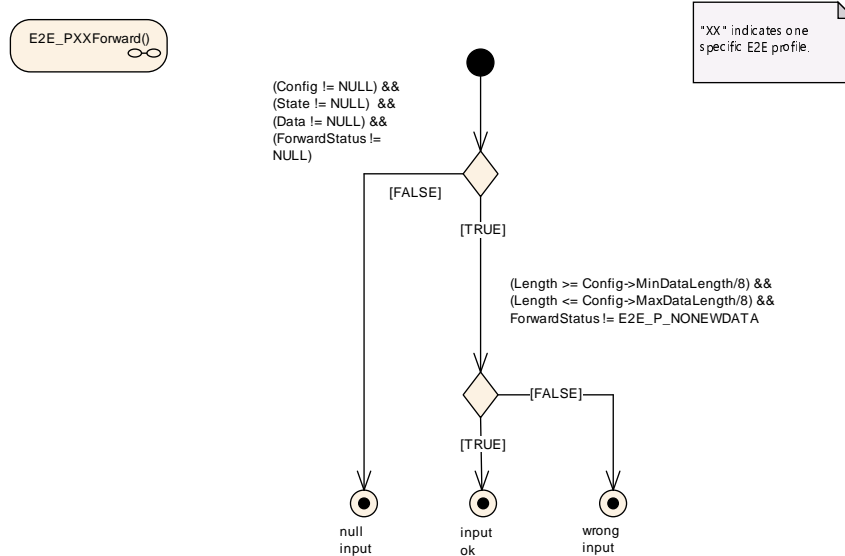 E2E_PXXForward()
"XX" indicates one
specific E2E profile.
(Config != NULL) &&
(State != NULL) &&
(Data != NULL) &&
(ForwardStatus !=
NULL)
[FALSE]
[TRUE]
(Length >= Config->MinDataLength/8) &&
(Length <= Config->MaxDataLength/8) &&
ForwardStatus != E2E_P_NONEWDATA
[FALSE]
[TRUE]
null
input
input
ok
wrong
input